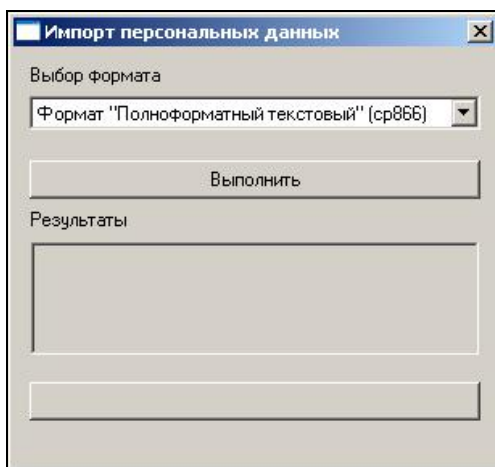 Импорт персональных данных
Выбор формата
Формат "Полноформатный текстовый" (cp866)
Выполнить
Результаты